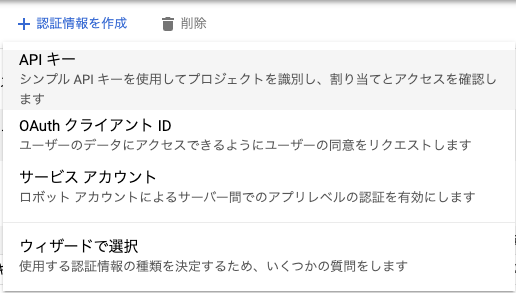 + 認証情報を作成 削除
API キー
シンプル API キーを使用してプロジェクトを識別し、割り当てとアクセスを確認し
ます
OAuth クライアント ID
ユーザーのデータにアクセスできるようにユーザーの同意をリクエストします
サービス アカウント
ロボット アカウントによるサーバー間でのアプリレベルの認証を有効にします
ウィザードで選択
使用する認証情報の種類を決定するため、いくつかの質問をします